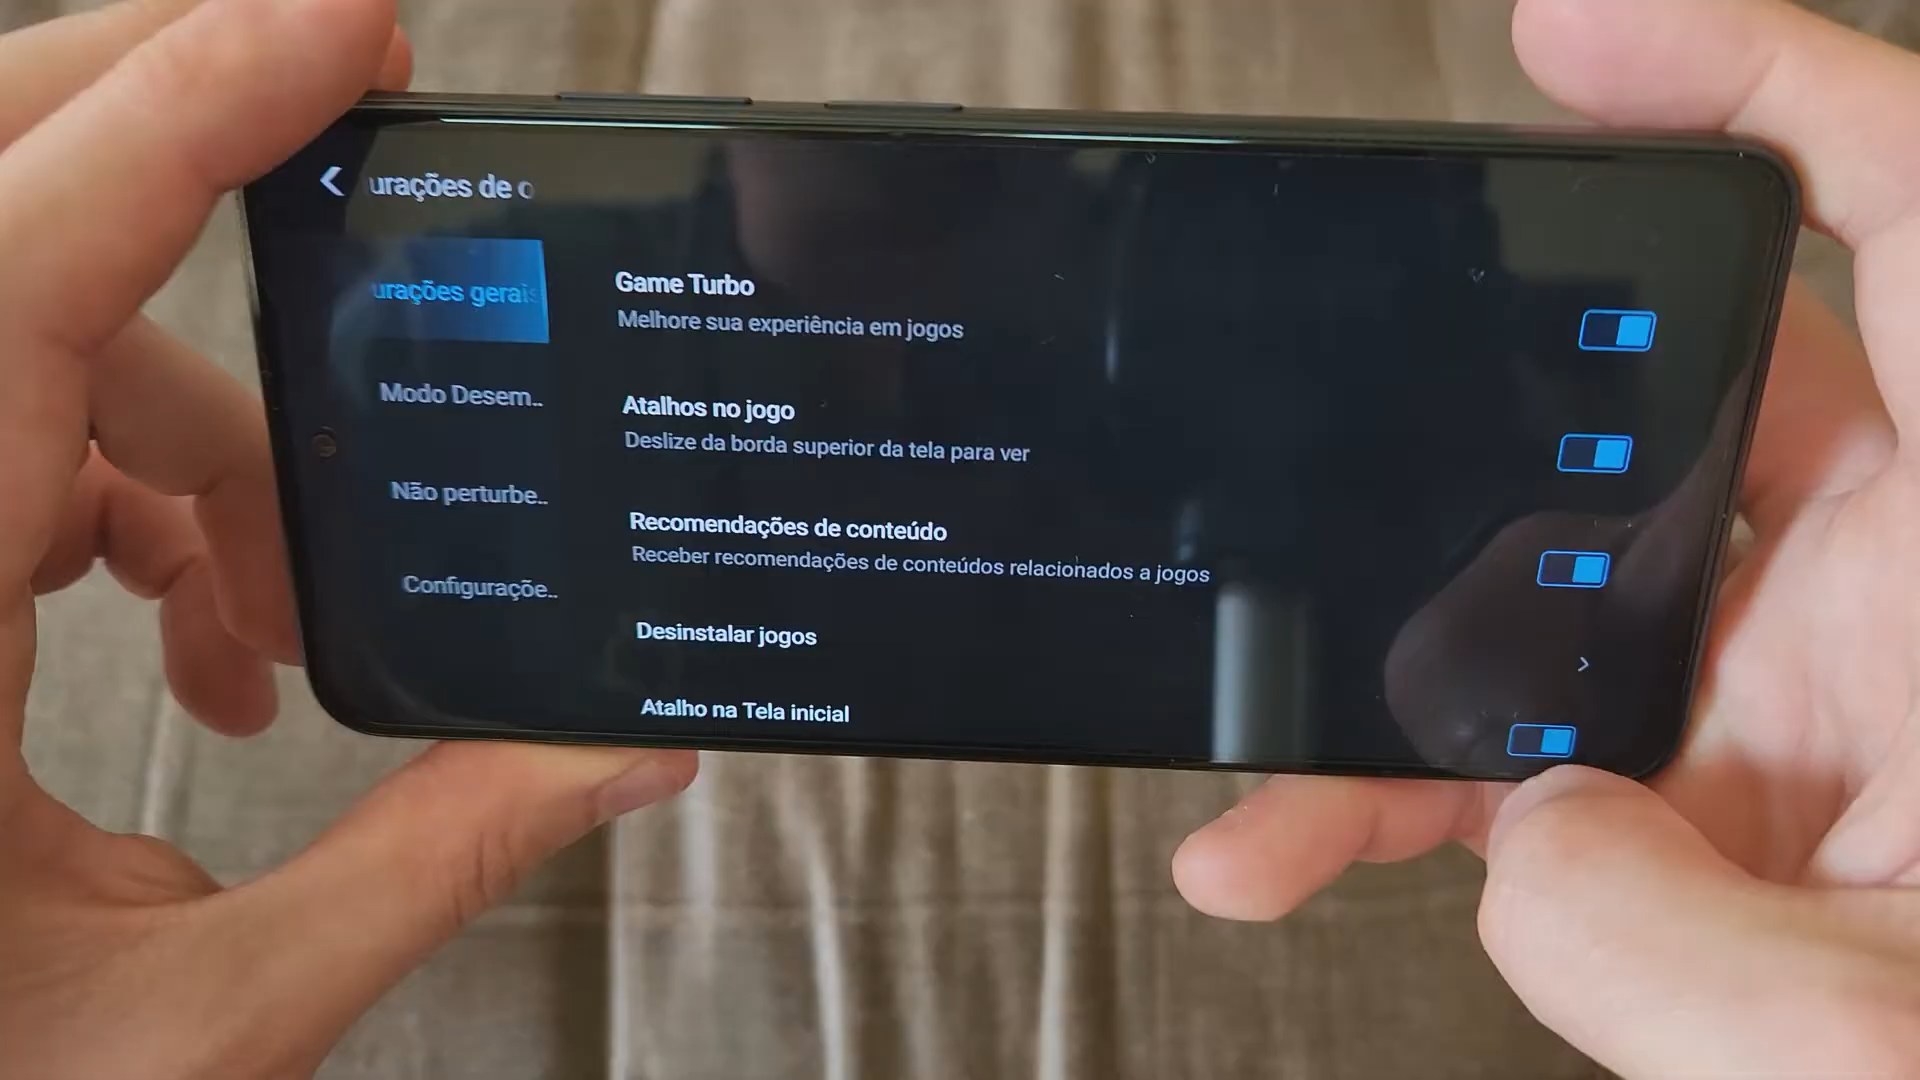 urações de
urações gerais
Modo Desem..
Não perturbe..
Configuraçõe..
Game Turbo
Melhore sua experiência em jogos
Atalhos no jogo
Deslize da borda superior da tela para ver
Recomendações de conteúdo
Receber recomendações de conteúdos relacionados a jogos
Desinstalar jogos
Atalho na Tela inicial